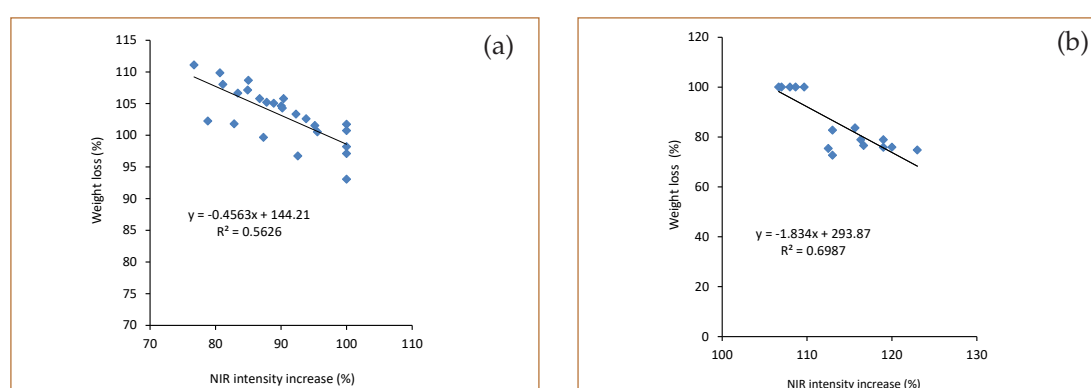 (a)
115
110
105
100
95
90
85
80
75
70
Weight loss (%)
y = -0.4563x + 144.21
R² = 0.5626
70 80 90 100 110
NIR intensity increase (%)
(b)
120
100
80
60
40
20
0
Weight loss (%)
y = -1.834x + 293.87
R² = 0.6987
100 110 120 130
NIR intensity increase (%)